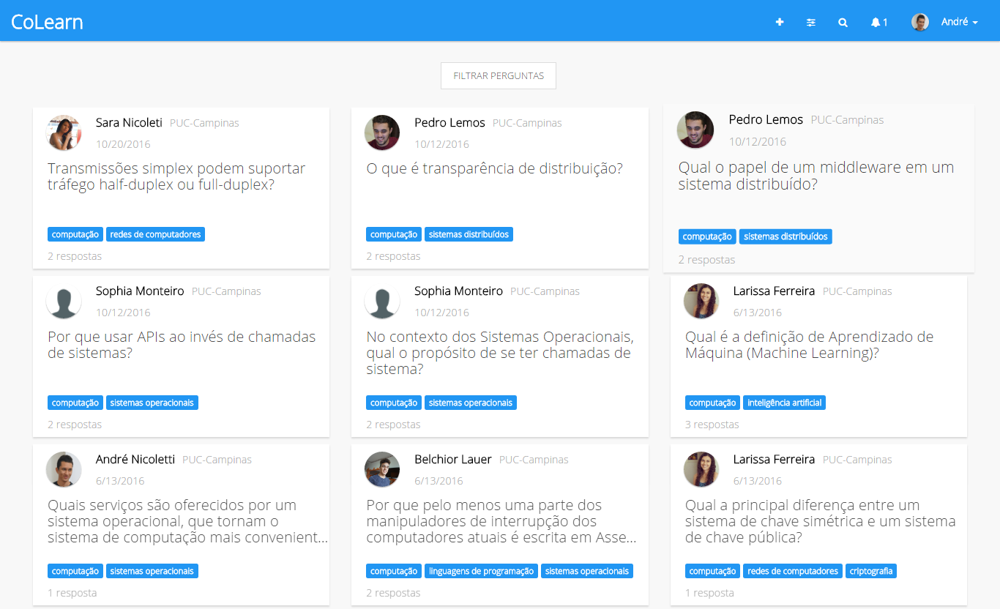 CoLearn
1
André
FILTRAR PERGUNTAS
Sara Nicoleti PUC-Campinas
10/20/2016
Transmissões simplex podem suportar
tráfego half-duplex ou full-duplex?
computação redes de computadores
2 respostas
Pedro Lemos PUC-Campinas
10/12/2016
O que é transparência de distribuição?
computação sistemas distribuídos
2 respostas
Pedro Lemos PUC-Campinas
10/12/2016
Qual o papel de um middleware em um
sistema distribuído?
computação sistemas distribuídos
2 respostas
Sophia Monteiro PUC-Campinas
10/12/2016
Por que usar APIs ao invés de chamadas
de sistemas?
computação sistemas operacionais
2 respostas
Sophia Monteiro PUC-Campinas
10/12/2016
No contexto dos Sistemas Operacionais,
qual o propósito de se ter chamadas de
sistema?
computação sistemas operacionais
2 respostas
Larissa Ferreira PUC-Campinas
6/13/2016
Qual é a definição de Aprendizado de
Máquina (Machine Learning)?
computação inteligência artificial
3 respostas
André Nicoletti PUC-Campinas
6/13/2016
Quais serviços são oferecidos por um
sistema operacional, que tornam o
sistema de computação mais convenient...
computação sistemas operacionais
1 resposta
Belchior Lauer PUC-Campinas
6/13/2016
Por que pelo menos uma parte dos
manipuladores de interrupção dos
computadores atuais é escrita em Asse...
computação linguagens de programação sistemas operacionais
2 respostas
Larissa Ferreira PUC-Campinas
6/13/2016
Qual a principal diferença entre um
sistema de chave simétrica e um sistema
de chave pública?
computação redes de computadores criptografia
1 resposta